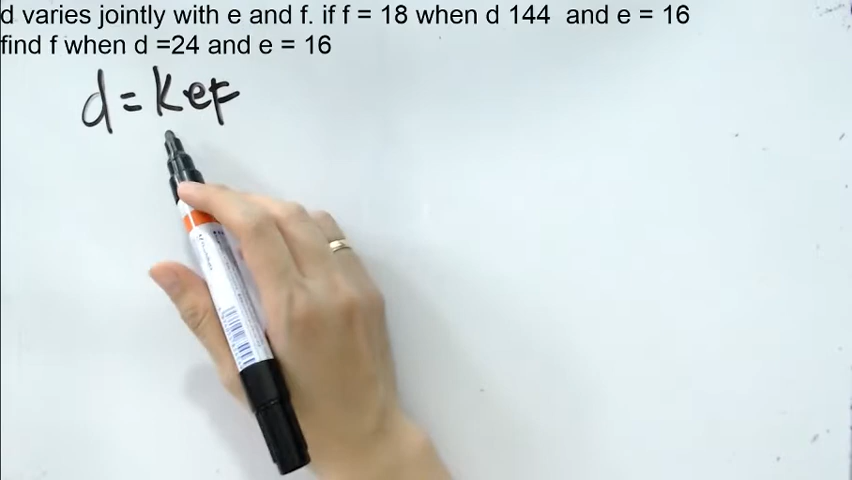 d varies jointly with e and f. if f = 18 when d 144 and e = 16
find f when d =24 and e = 16
d = keF